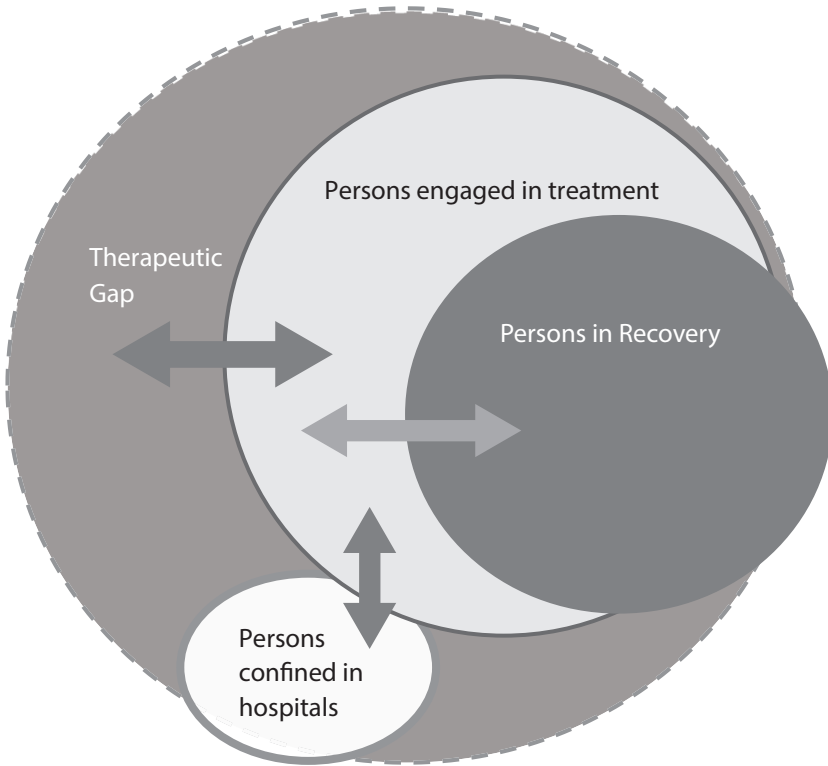 Persons engaged in treatment
Therapeutic
Gap
Persons in Recovery
Persons
confined in
hospitals